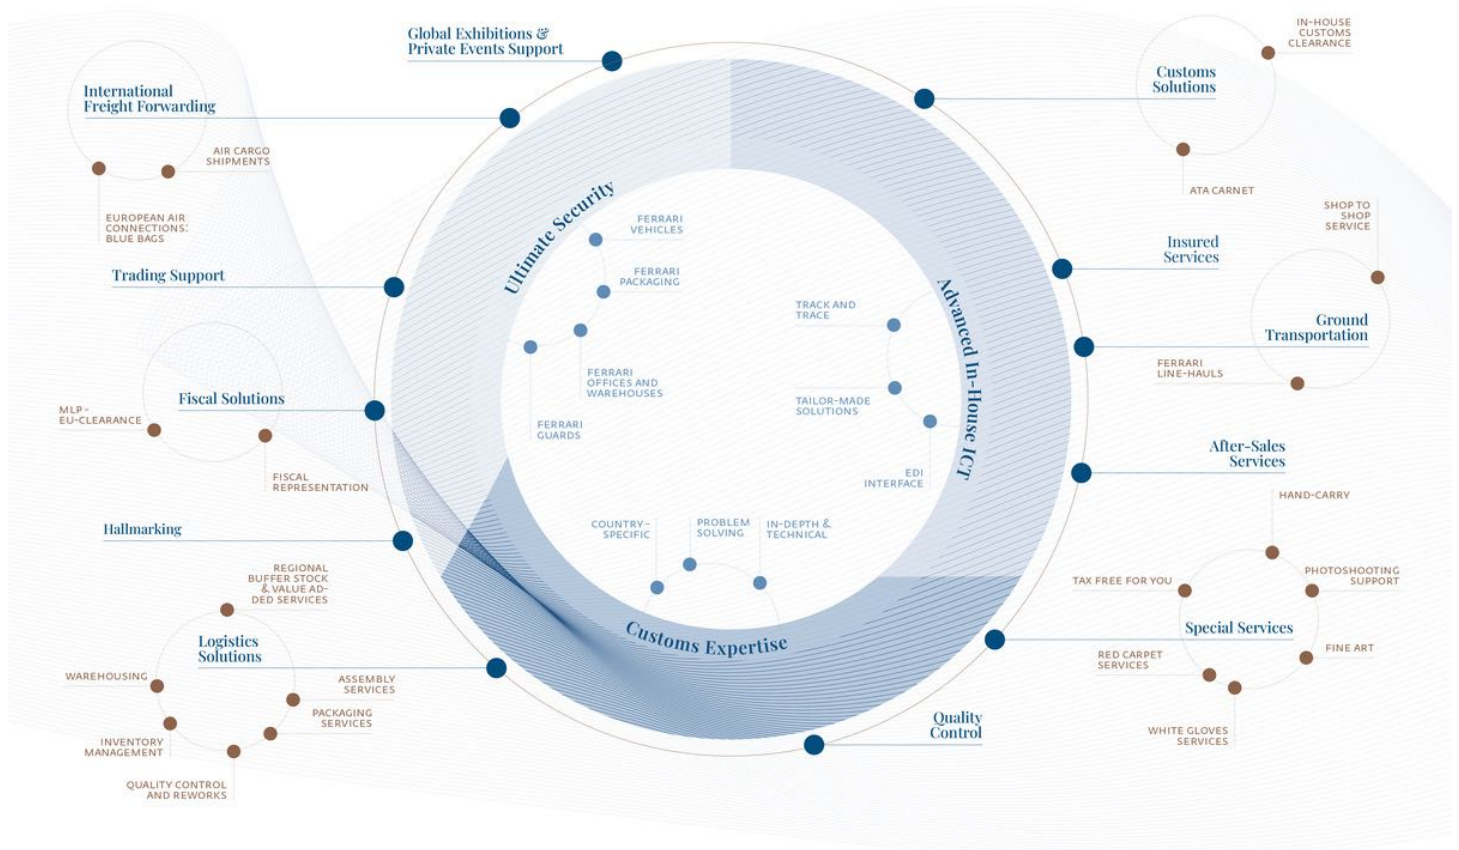 Global Exhibitions &
Private Events Support
International
Freight Forwarding
AIR CARGO
SHIPMENTS
EUROPEAN AIR
CONNECTIONS:
BLUE BAGS
Trading Support
Fiscal Solutions
MLP -
EU-CLEARANCE
FISCAL
REPRESENTATION
Hallmarking
REGIONAL
BUFFER STOCK
& VALUE AD-
DED SERVICES
Logistics
Solutions
WAREHOUSING
ASSEMBLY
SERVICES
PACKAGING
SERVICES
INVENTORY
MANAGEMENT
QUALITY CONTROL
AND REWORKS
Ultimate Security
FERRARI
VEHICLES
FERRARI
PACKAGING
FERRARI
OFFICES AND
WAREHOUSES
FERRARI
GUARDS
Advanced In-House ICT
TRACK AND
TRACE
TAILOR-MADE
SOLUTIONS
EDI
INTERFACE
COUNTRY-
SPECIFIC
PROBLEM
SOLVING
IN-DEPTH &
TECHNICAL
Customs Expertise
IN-HOUSE
CUSTOMS
CLEARANCE
Customs
Solutions
ATA CARNET
SHOP TO
SHOP
SERVICE
Insured
Services
Ground
Transportation
FERRARI
LINE-HAULS
After-Sales
Services
HAND-CARRY
TAX FREE FOR YOU
PHOTOSHOOTING
SUPPORT
Special Services
FINE ART
RED CARPET
SERVICES
WHITE GLOVES
SERVICES
Quality
Control